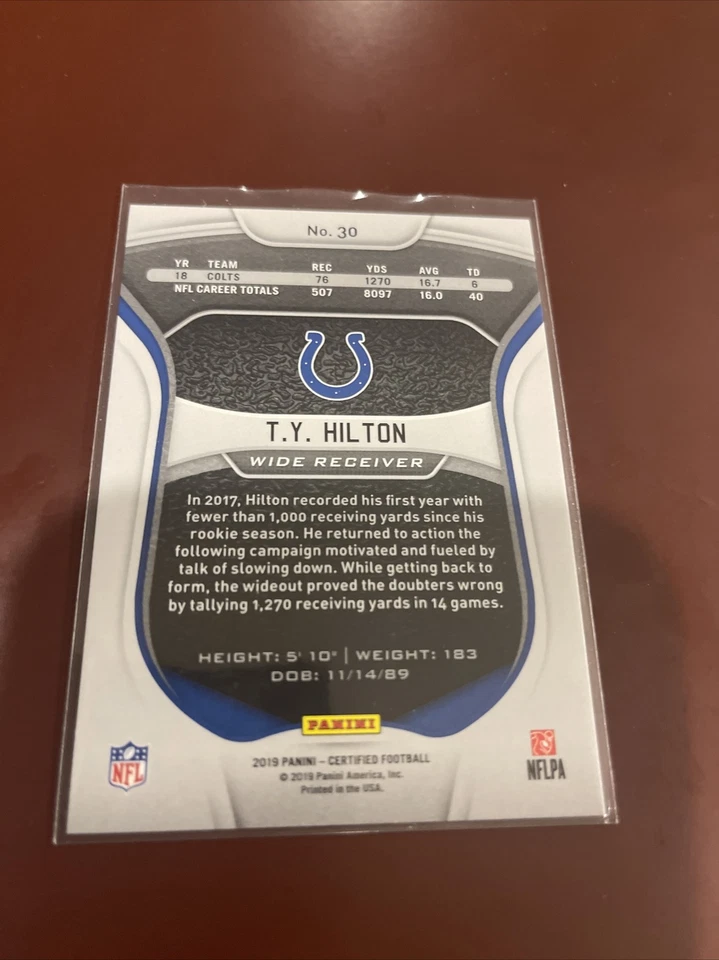 No. 30
YR TEAM REC YDS AVG TD
18 COLTS 76 1270 16.7 6
NFL CAREER TOTALS 507 8097 16.0 40
T.Y. HILTON
WIDE RECEIVER
In 2017, Hilton recorded his first year with
fewer than 1,000 receiving yards since his
rookie season. He returned to action the
following campaign motivated and fueled by
talk of slowing down. While getting back to
form, the wideout proved the doubters wrong
by tallying 1,270 receiving yards in 14 games.
HEIGHT: 5' 10" | WEIGHT: 183
DOB: 11/14/89
PANINI
2019 PANINI – CERTIFIED FOOTBALL
© 2019 Panini America, Inc.
Printed in the USA.
NFL
NFLPA